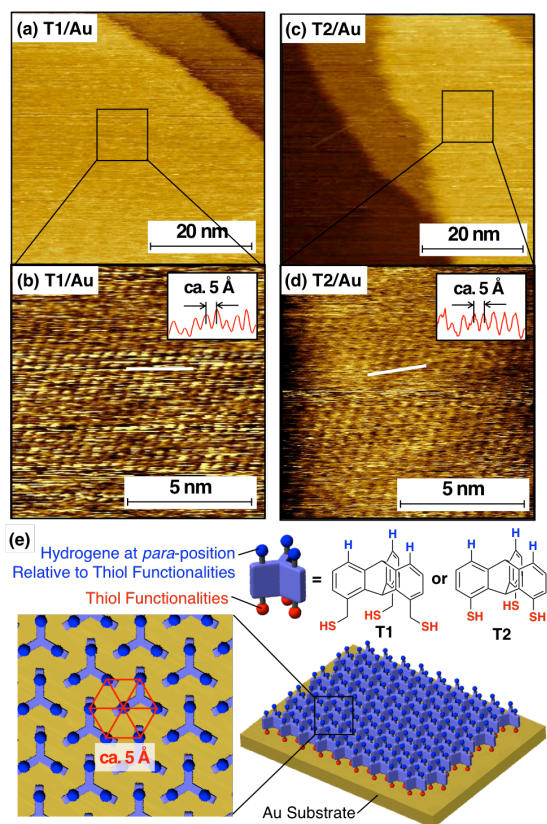 (a) T1/Au
20 nm
(c) T2/Au
20 nm
(b) T1/Au
ca. 5 Å
5 nm
(d) T2/Au
ca. 5 Å
5 nm
(e)
Hydrogene at para-position
Relative to Thiol Functionalities
Thiol Functionalities
=
H
H
H
HS
SH
SH
T1
or
H
H
H
SH
HS
SH
T2
ca. 5 Å
Au Substrate